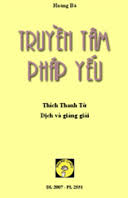 Hoàng Bá
TRUYỀN TÂM
PHÁP YẾU
Thích Thanh Từ
Dịch và giảng giải
DL 2007 - PL 2551